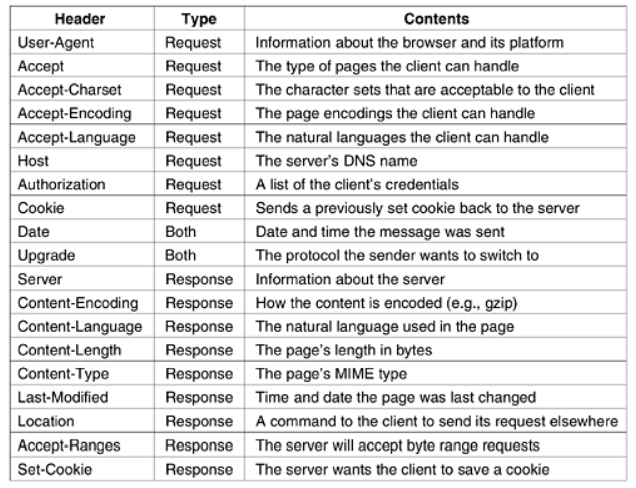 Header Type Contents
User-Agent Request Information about the browser and its platform
Accept Request The type of pages the client can handle
Accept-Charset Request The character sets that are acceptable to the client
Accept-Encoding Request The page encodings the client can handle
Accept-Language Request The natural languages the client can handle
Host Request The server's DNS name
Authorization Request A list of the client's credentials
Cookie Request Sends a previously set cookie back to the server
Date Both Date and time the message was sent
Upgrade Both The protocol the sender wants to switch to
Server Response Information about the server
Content-Encoding Response How the content is encoded (e.g., gzip)
Content-Language Response The natural language used in the page
Content-Length Response The page's length in bytes
Content-Type Response The page's MIME type
Last-Modified Response Time and date the page was last changed
Location Response A command to the client to send its request elsewhere
Accept-Ranges Response The server will accept byte range requests
Set-Cookie Response The server wants the client to save a cookie